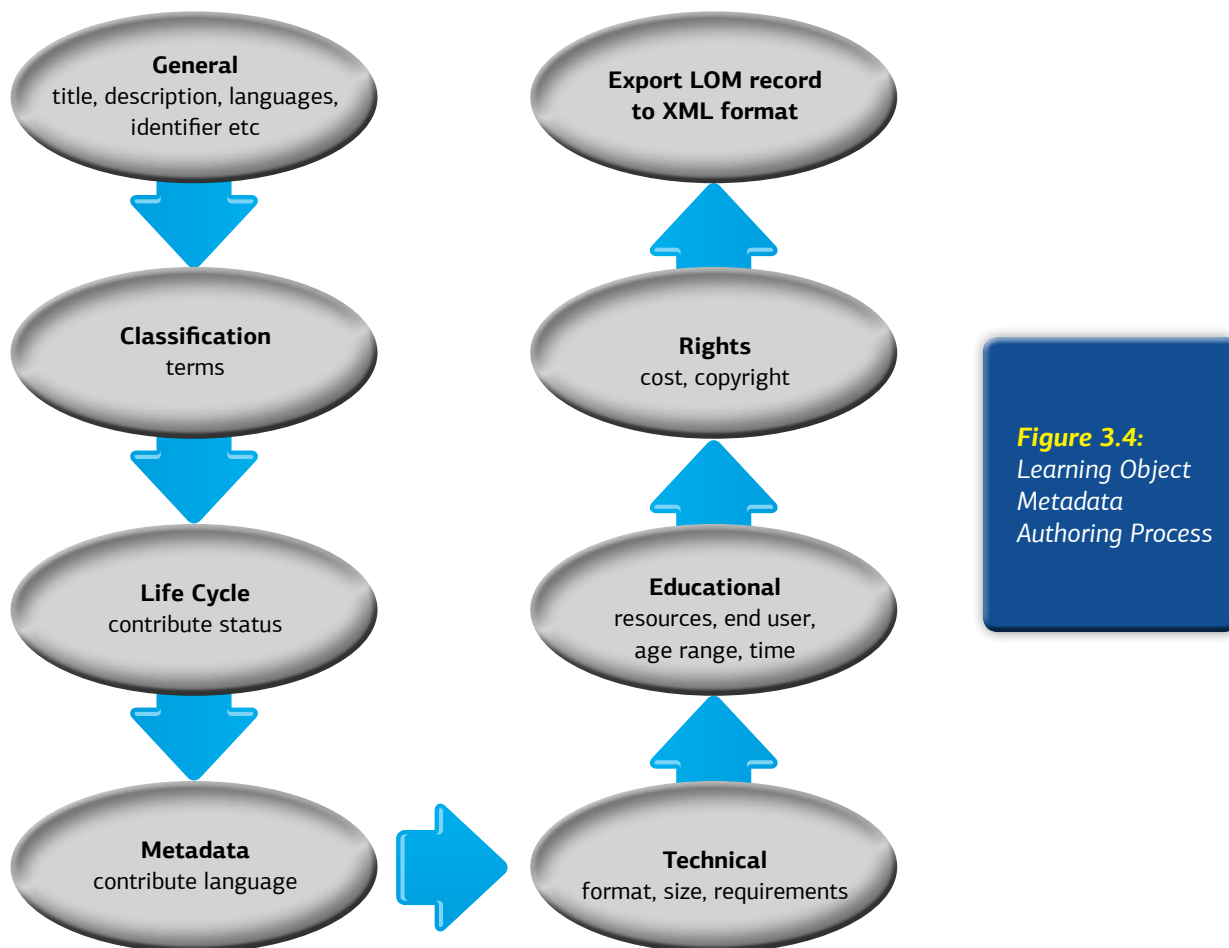 General
title, description, languages,
identifier etc
Classification
terms
Life Cycle
contribute status
Metadata
contribute language
Technical
format, size, requirements
Educational
resources, end user,
age range, time
Rights
cost, copyright
Export LOM record
to XML format
Figure 3.4:
Learning Object
Metadata
Authoring Process